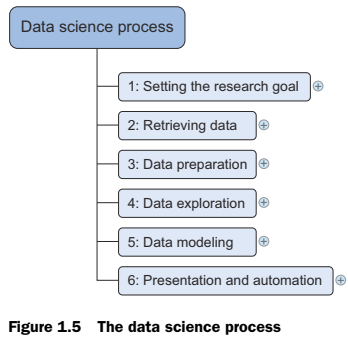 Data science process
1: Setting the research goal
2: Retrieving data
3: Data preparation
4: Data exploration
5: Data modeling
6: Presentation and automation
Figure 1.5 The data science process